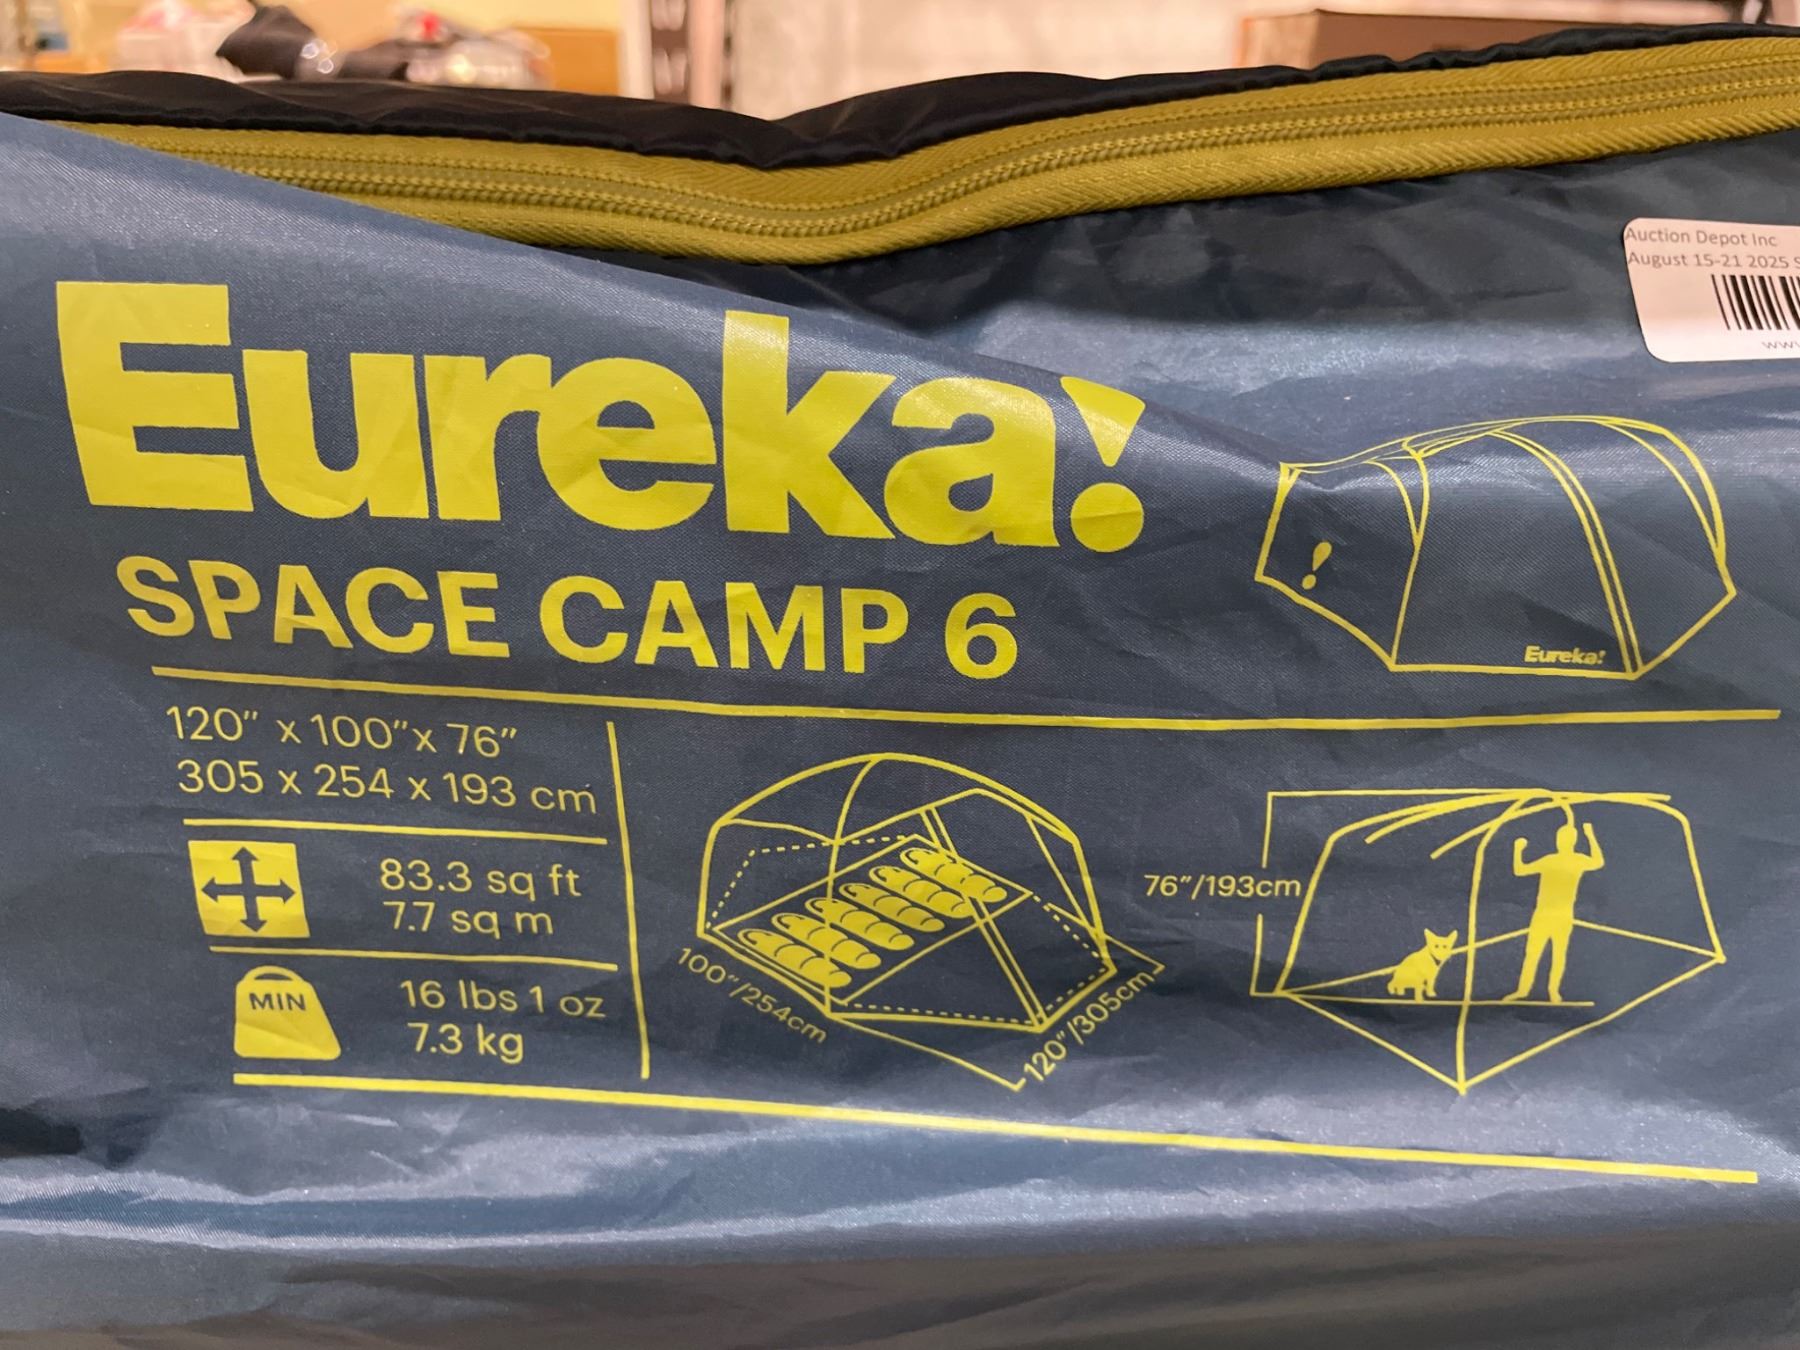 Auction Depot Inc
August 15-21 2025
Eureka!
SPACE CAMP 6
!
Eureka!
120" x 100" x 76"
305 x 254 x 193 cm
83.3 sq ft
7.7 sq m
MIN
16 lbs 1 oz
7.3 kg
100"/254cm
120"/305cm
76"/193cm